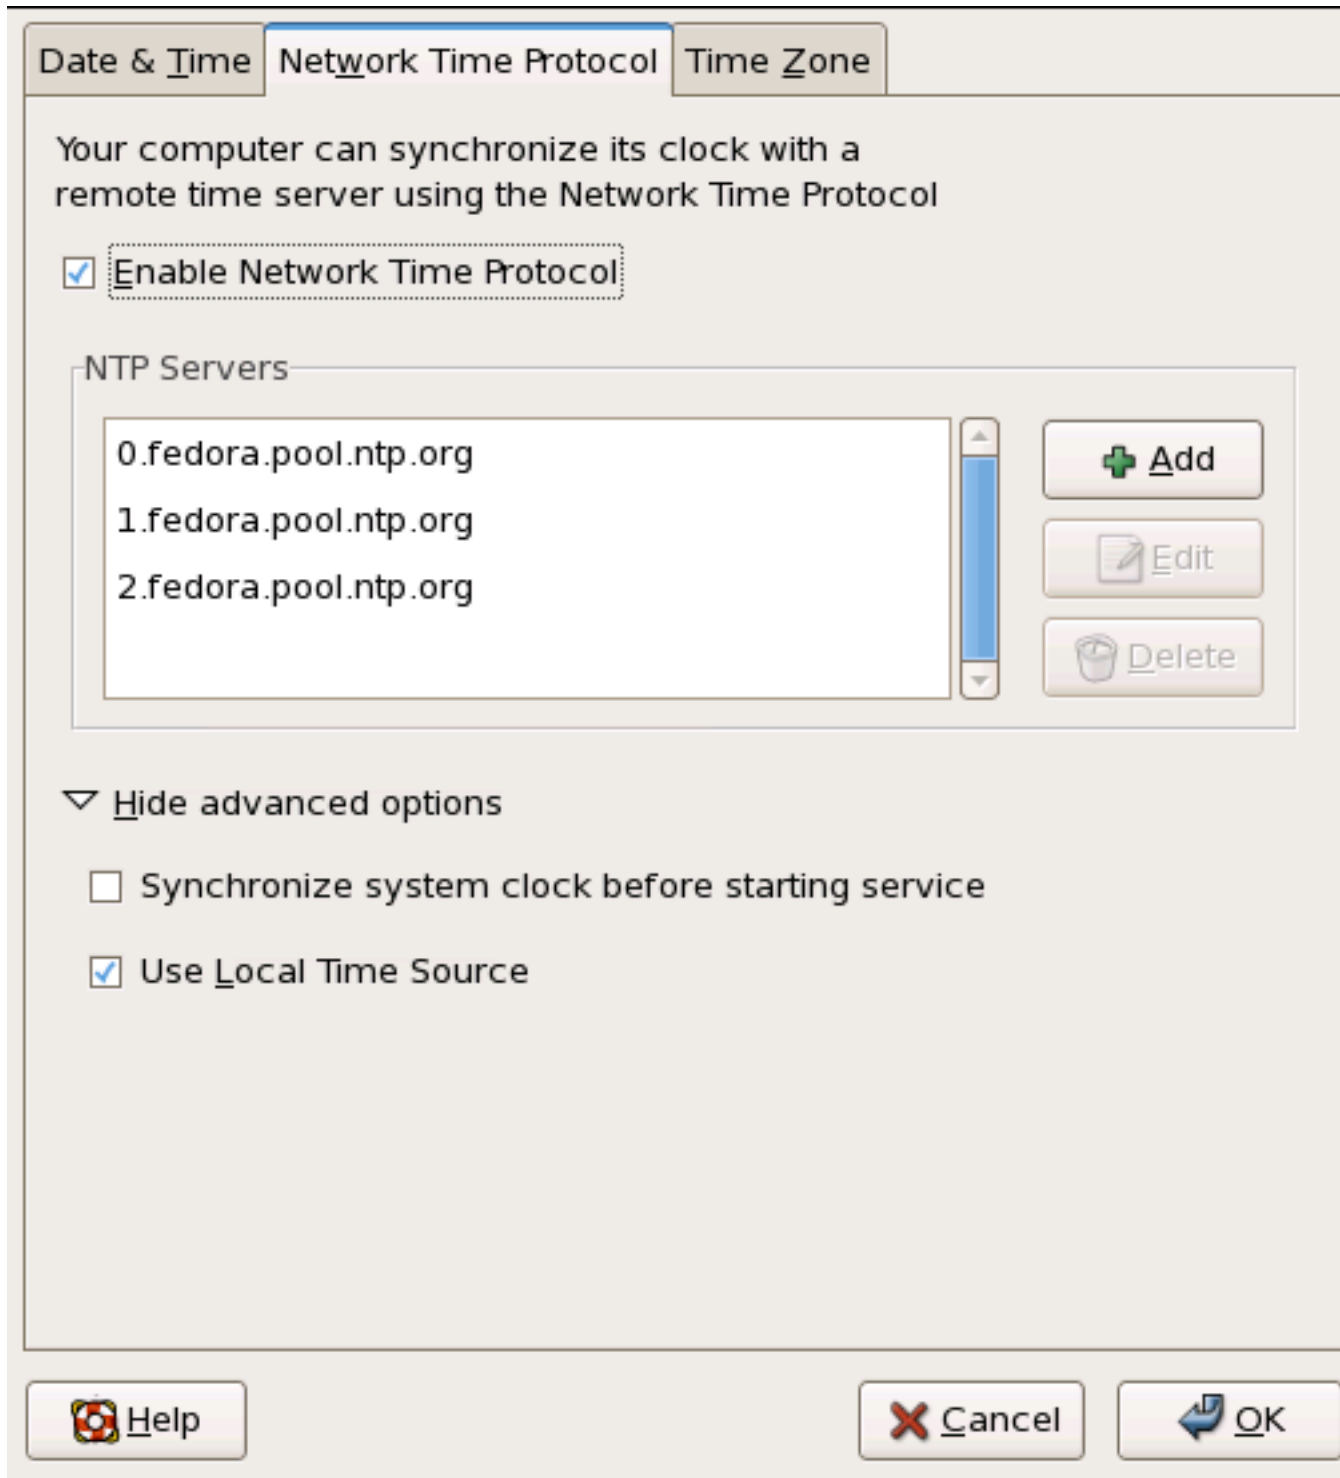 Date & Time
Network Time Protocol
Time Zone
Your computer can synchronize its clock with a
remote time server using the Network Time Protocol
Enable Network Time Protocol
NTP Servers
0.fedora.pool.ntp.org
1.fedora.pool.ntp.org
2.fedora.pool.ntp.org
Add
Edit
Delete
Hide advanced options
Synchronize system clock before starting service
Use Local Time Source
Help
Cancel
OK